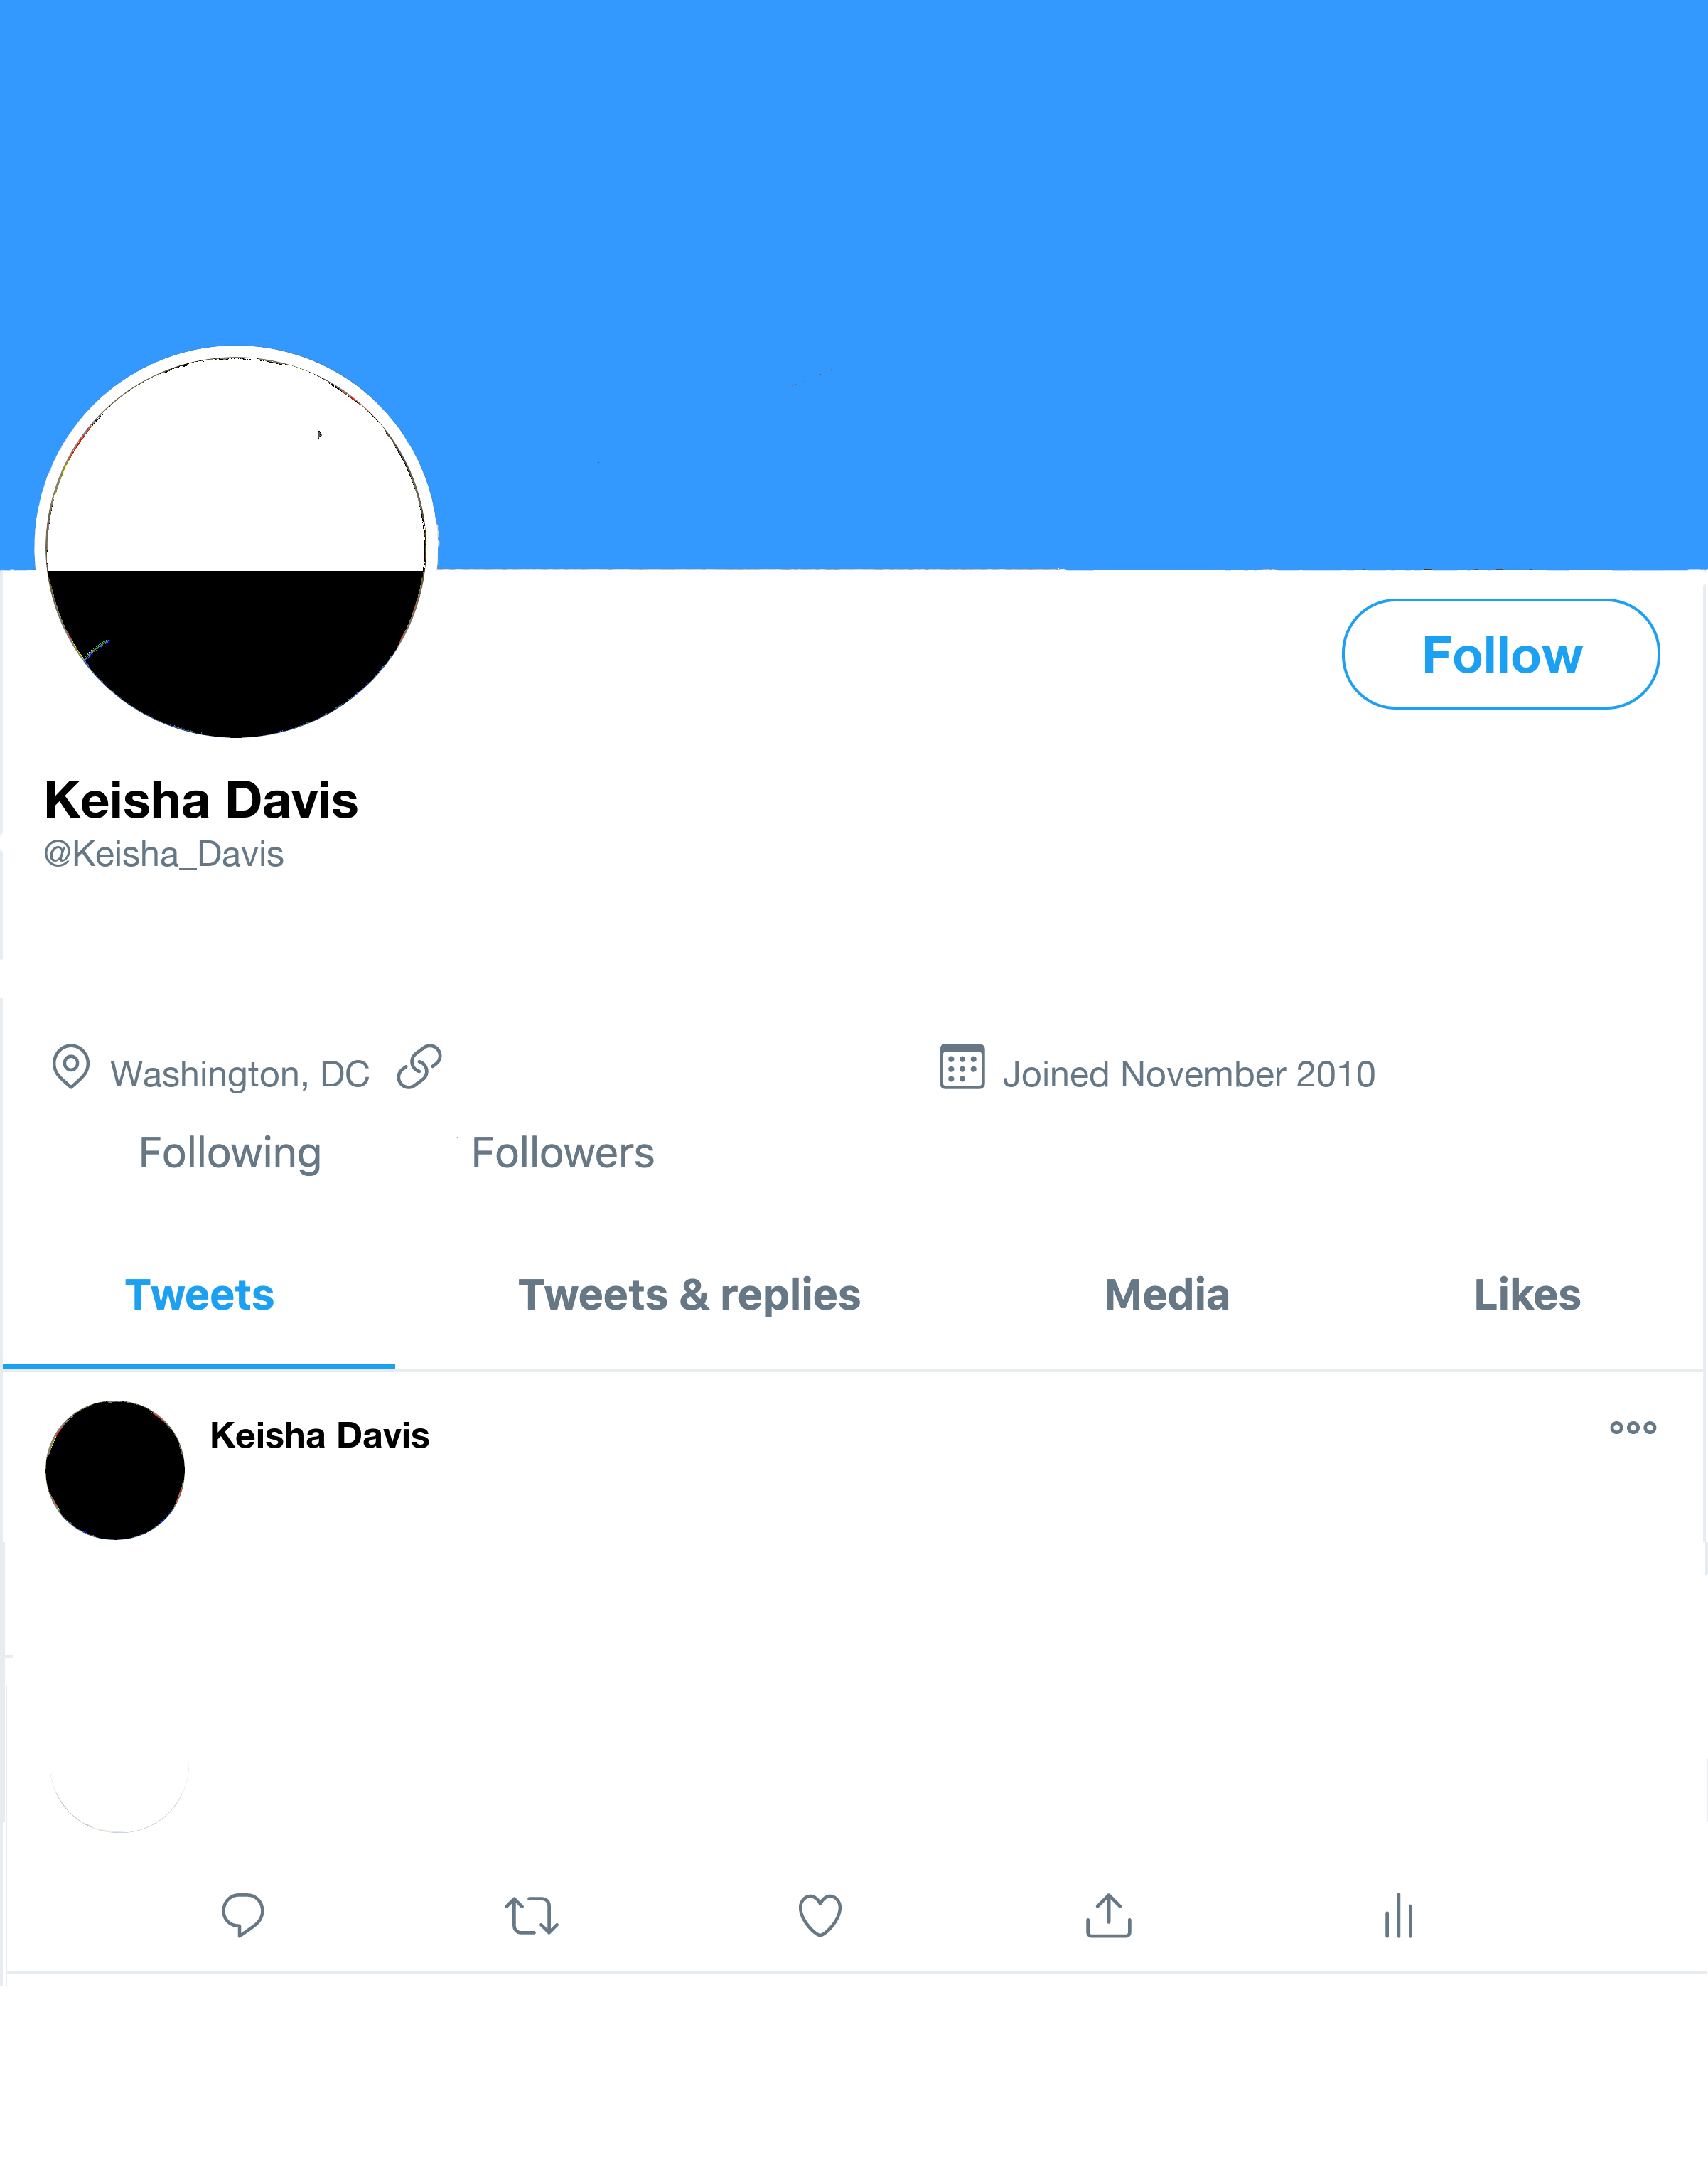 Follow
Keisha Davis
@Keisha_Davis
Washington, DC Joined November 2010
Following Followers
Tweets Tweets & replies Media Likes
Keisha Davis